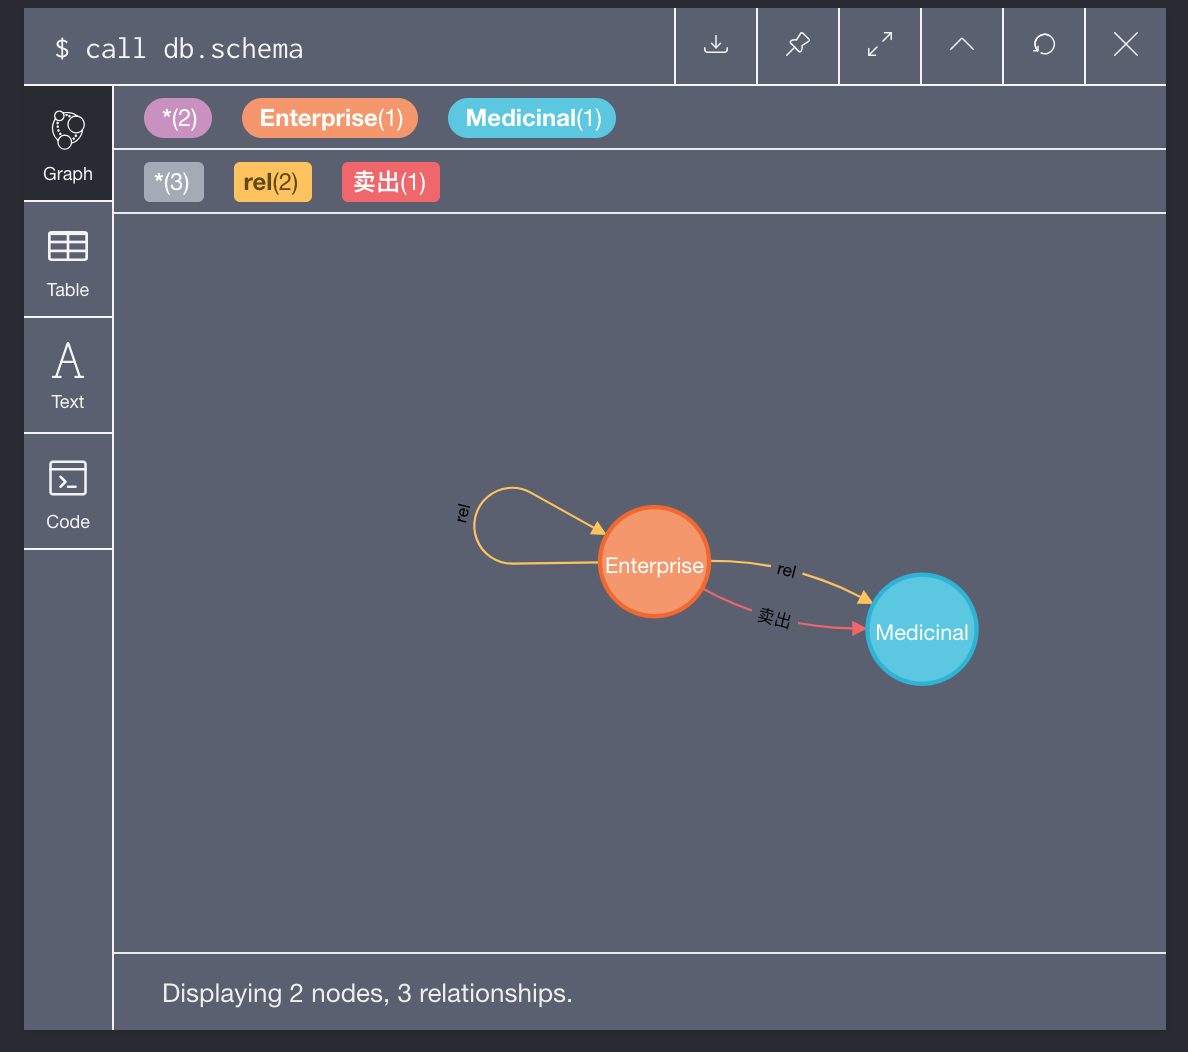 $ call db.schema
*(2) Enterprise(1) Medicinal(1)
*(3) rel(2) 卖出(1)
Graph
Table
Text
Code
rel
Enterprise
rel
卖出
Medicinal
Displaying 2 nodes, 3 relationships.